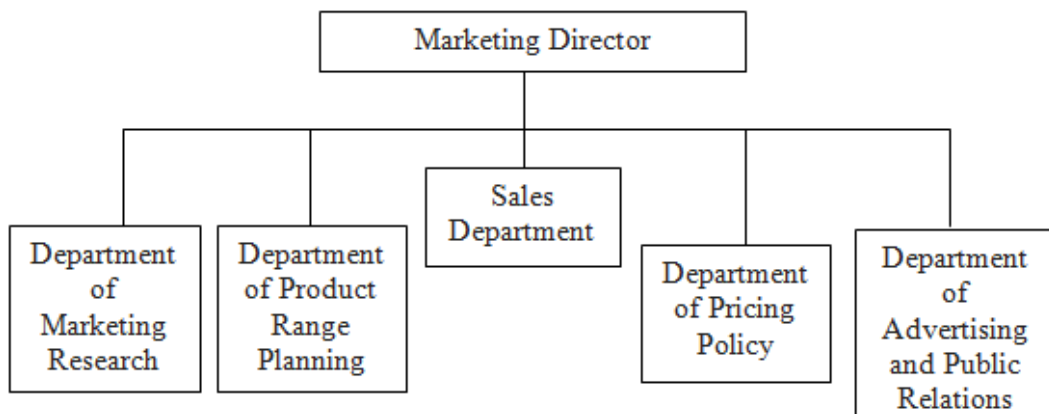 Marketing Director
Sales
Department
Department
of
Marketing
Research
Department
of Product
Range
Planning
Department
of Pricing
Policy
Department
of
Advertising
and Public
Relations